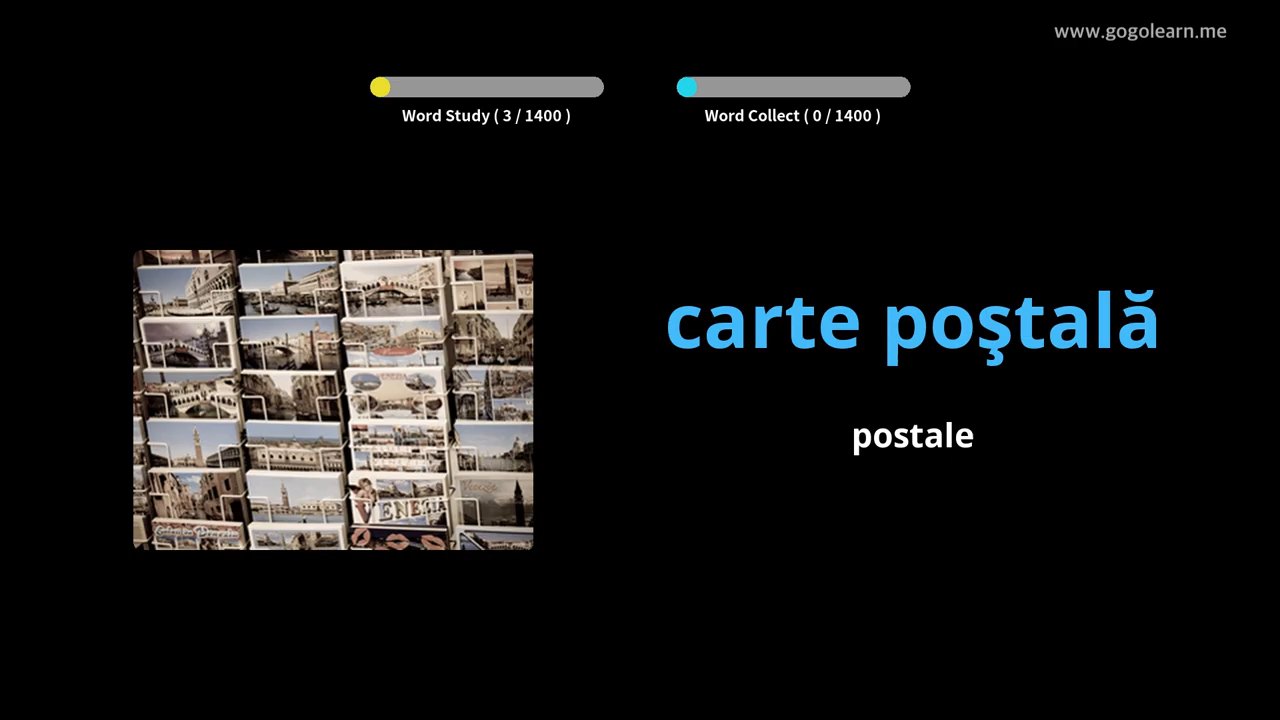 www.gogolearn.me
Word Study ( 3 / 1400 )
Word Collect ( 0 / 1400 )
carte poştală
postale
VENEZIA